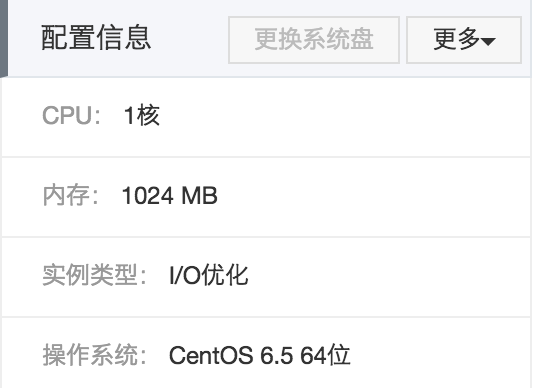 配置信息 更换系统盘 更多
CPU： 1核
内存： 1024 MB
实例类型： I/O优化
操作系统： CentOS 6.5 64位